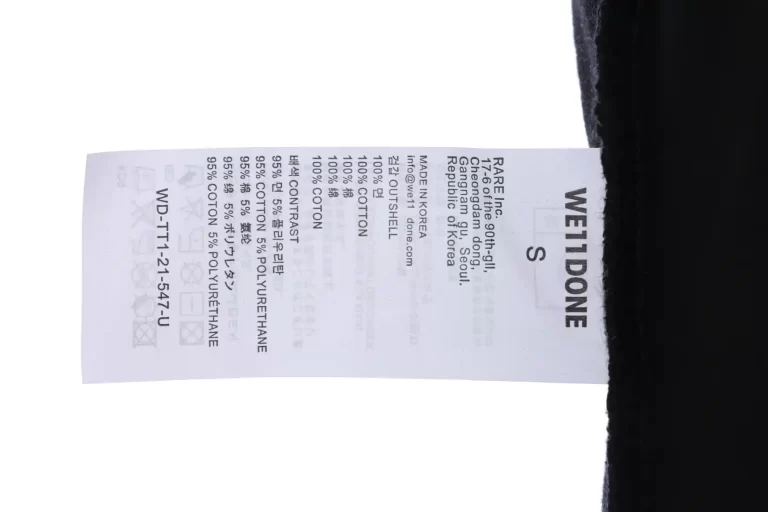 WE11DONE
S
RARE Inc.
17-6 of the 90th-gil,
Cheongdam dong,
Gangnam gu, Seoul.
Republic of Korea
MADE IN KOREA
info@we11 done.com
겉감 OUTSHELL
100% 면
100% COTTON
100% 棉
100% 綿
100% COTON
배색 CONTRAST
95% 면 5% 폴리우리탄
95% COTTON 5% POLYURETHANE
95% 棉 5% 氨纶
95% 綿 5% ポリウレタン
95% COTON 5% POLYURÉTHANE
WD-TT1-21-547-U